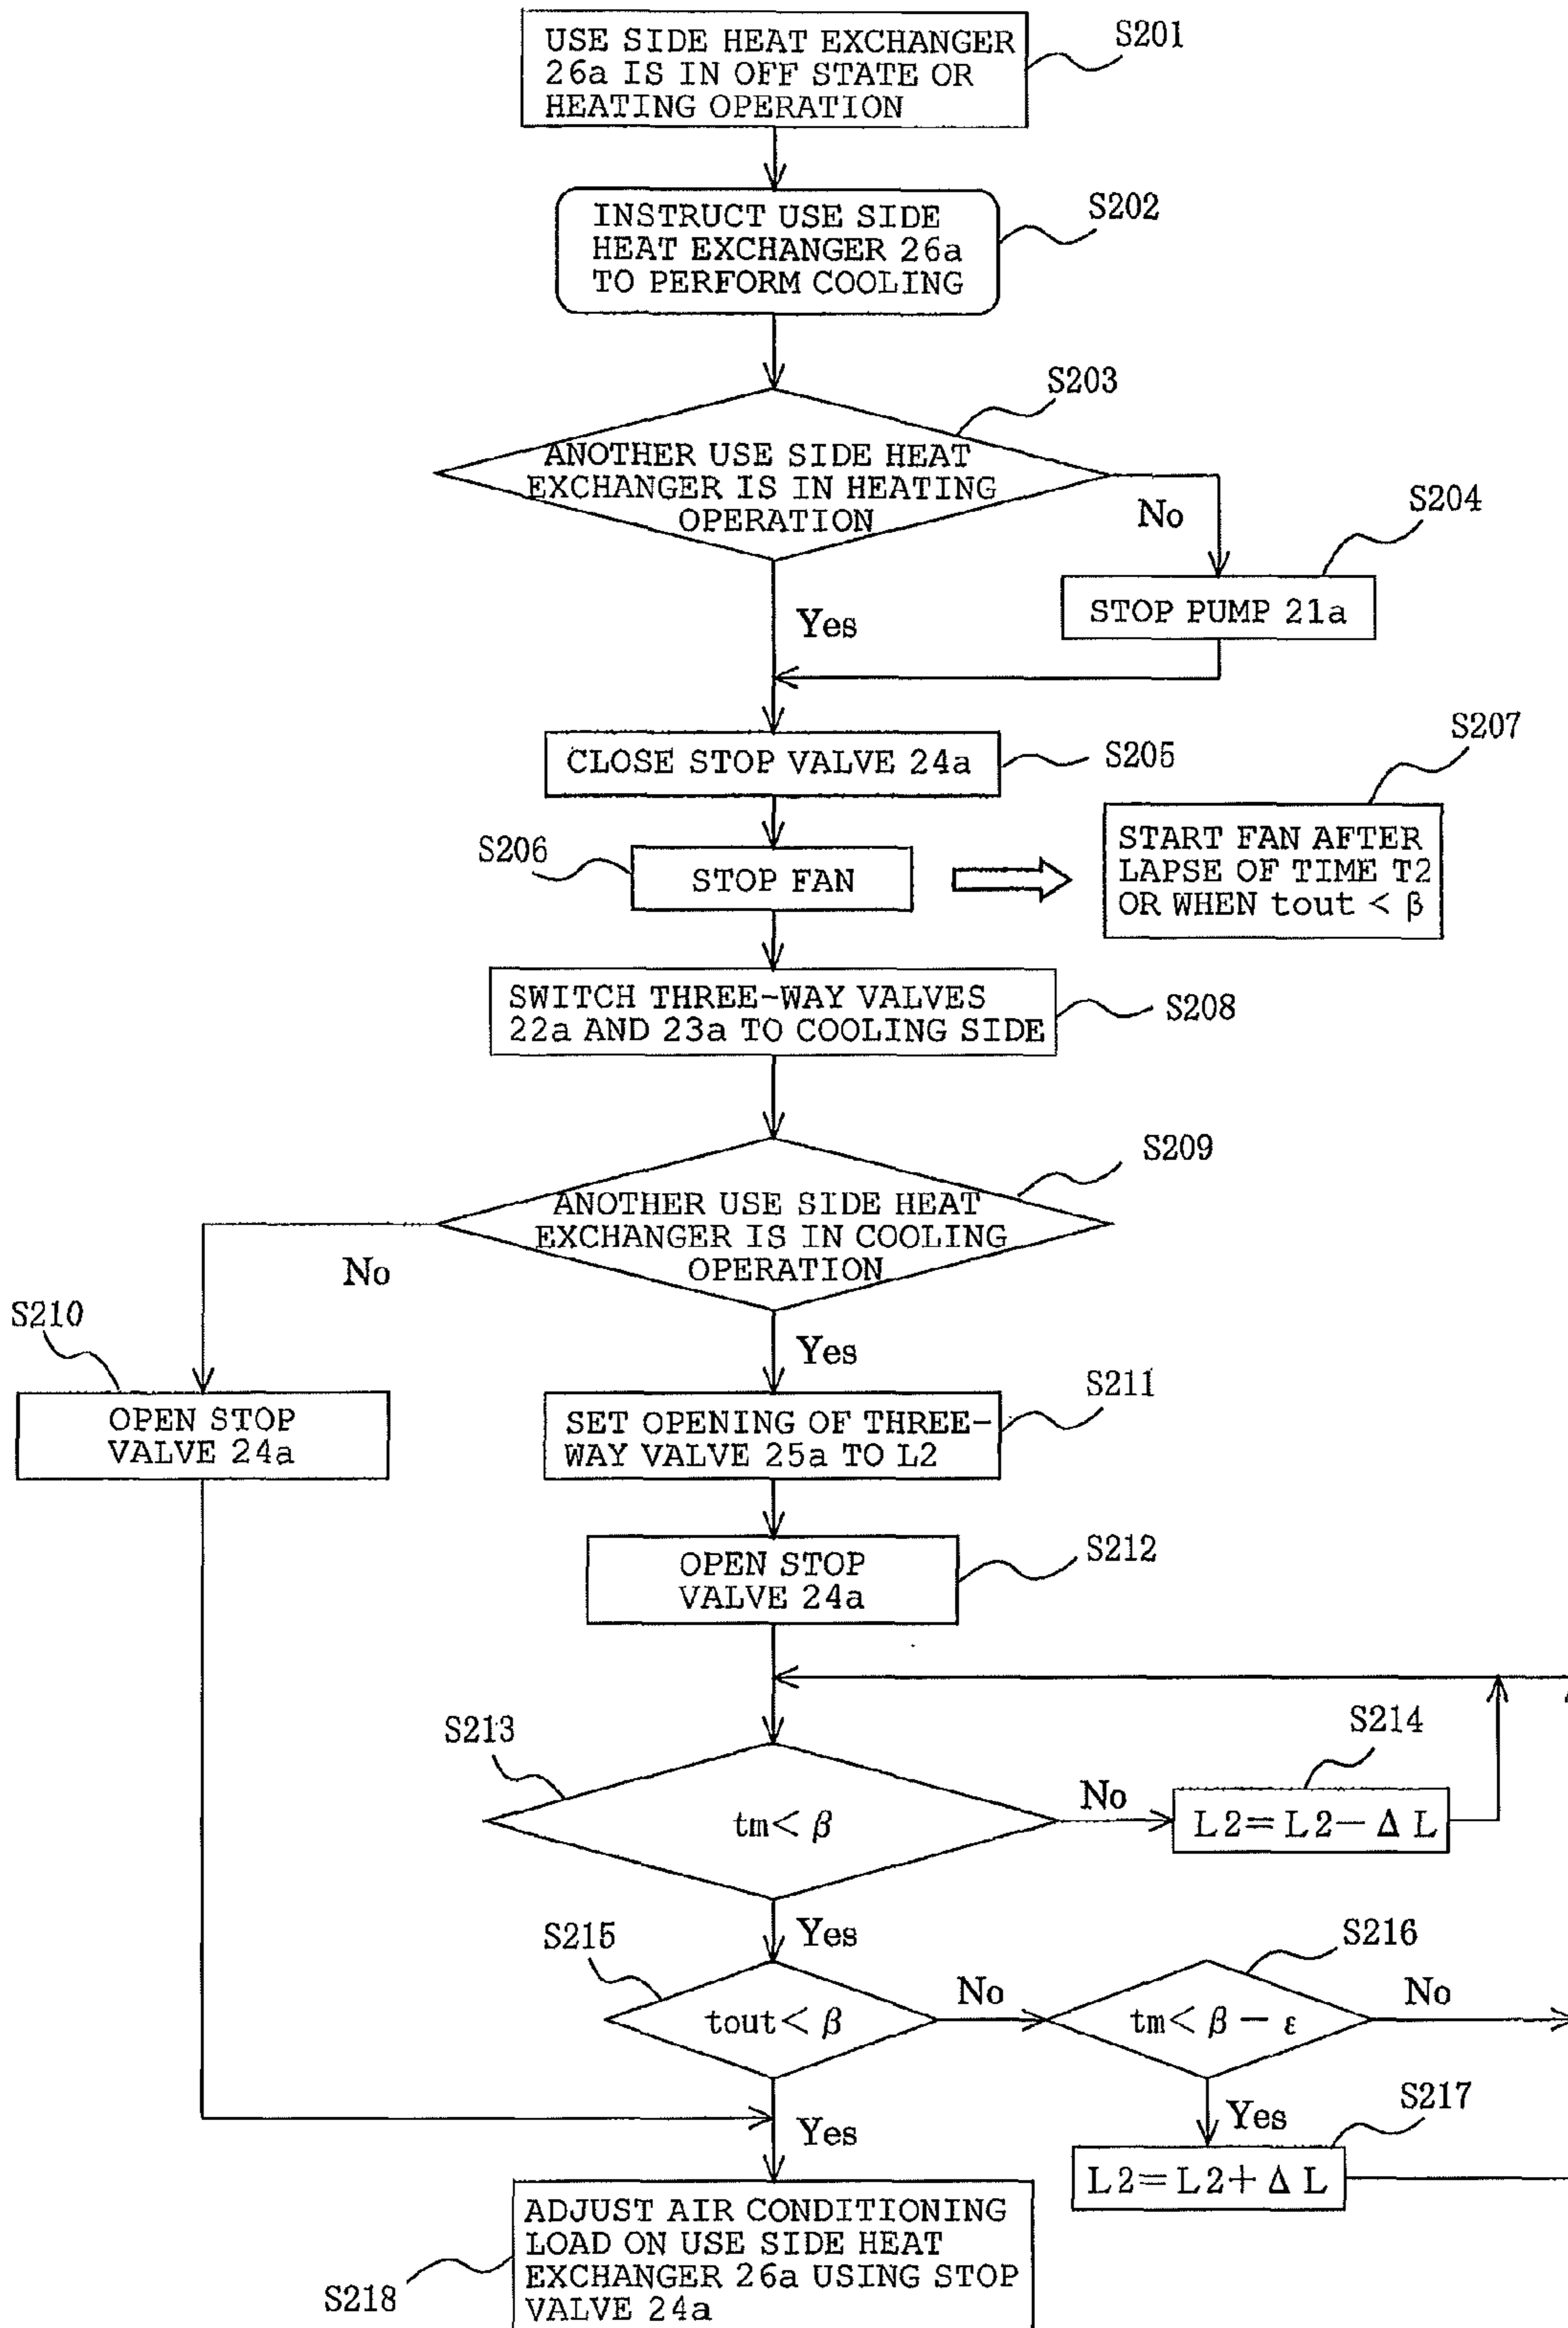 USE SIDE HEAT EXCHANGER
26a IS IN OFF STATE OR
HEATING OPERATION
S201
INSTRUCT USE SIDE
HEAT EXCHANGER 26a
TO PERFORM COOLING
S202
S203
ANOTHER USE SIDE HEAT
EXCHANGER IS IN HEATING
OPERATION
No
S204
STOP PUMP 21a
Yes
CLOSE STOP VALVE 24a
S205
S206
STOP FAN
S207
START FAN AFTER
LAPSE OF TIME T2
OR WHEN tout < β
SWITCH THREE-WAY VALVES
22a AND 23a TO COOLING SIDE
S208
S209
ANOTHER USE SIDE HEAT
EXCHANGER IS IN COOLING
OPERATION
No
S210
OPEN STOP
VALVE 24a
Yes
SET OPENING OF THREE-
WAY VALVE 25a TO L2
S211
OPEN STOP
VALVE 24a
S212
S213
tm< β
No
S214
L2=L2− Δ L
Yes
S215
tout< β
No
S216
tm< β − ε
No
Yes
S217
L2=L2+ Δ L
Yes
ADJUST AIR CONDITIONING
LOAD ON USE SIDE HEAT
EXCHANGER 26a USING STOP
VALVE 24a
S218